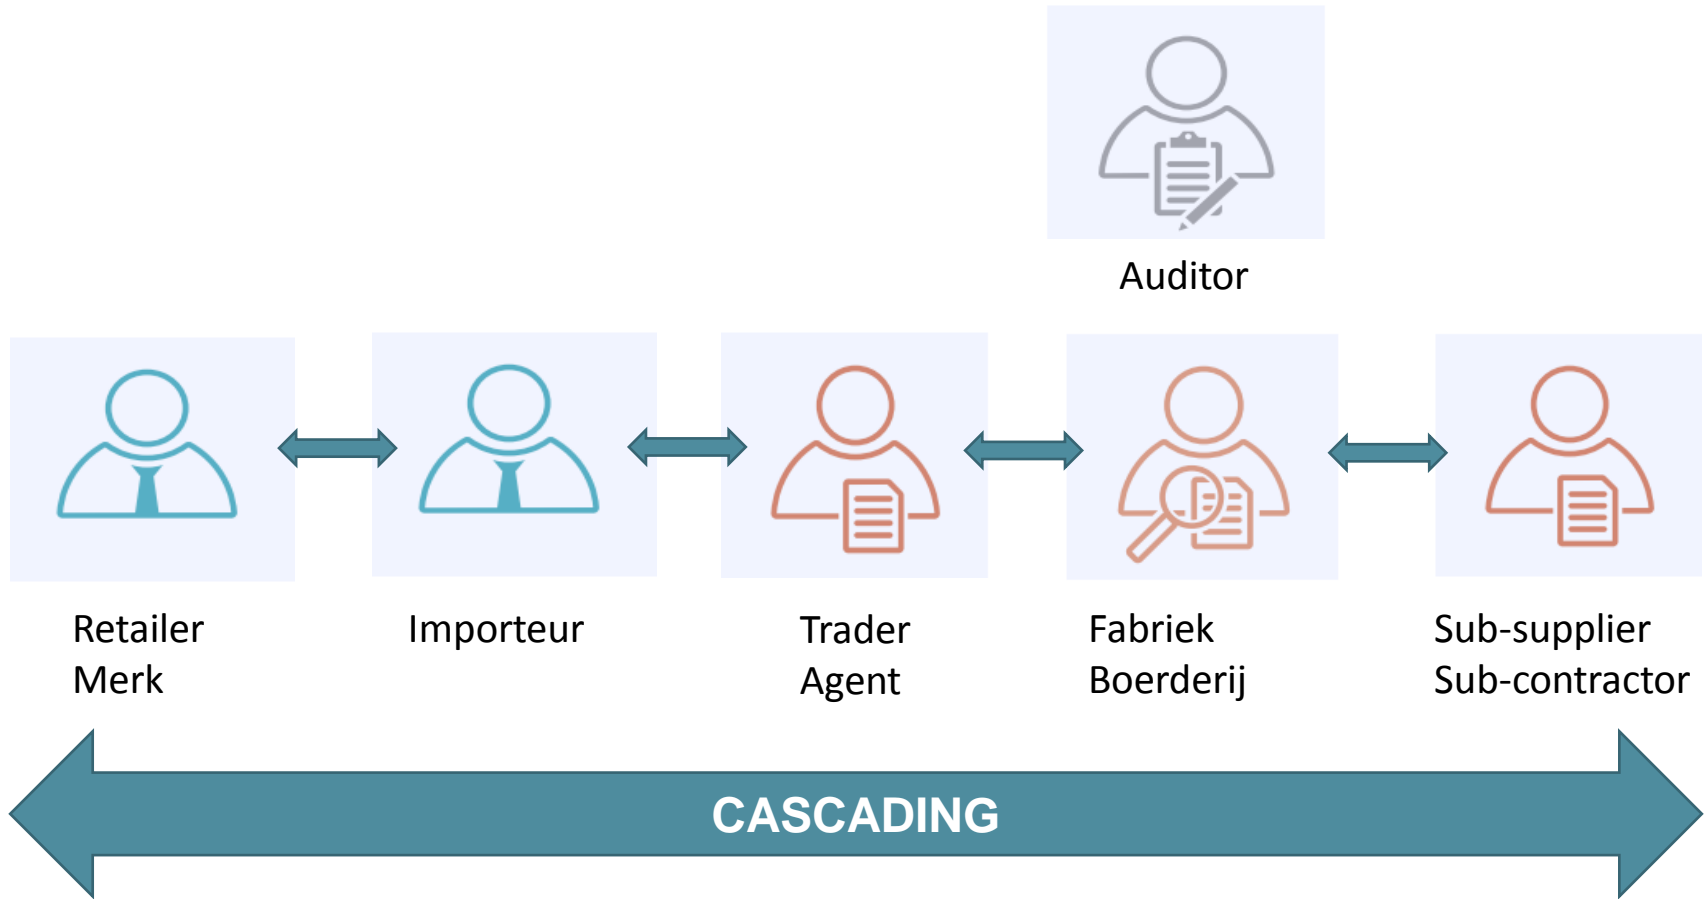 Auditor
Retailer
Merk
Importeur
Trader
Agent
Fabriek
Boerderij
Sub-supplier
Sub-contractor
CASCADING